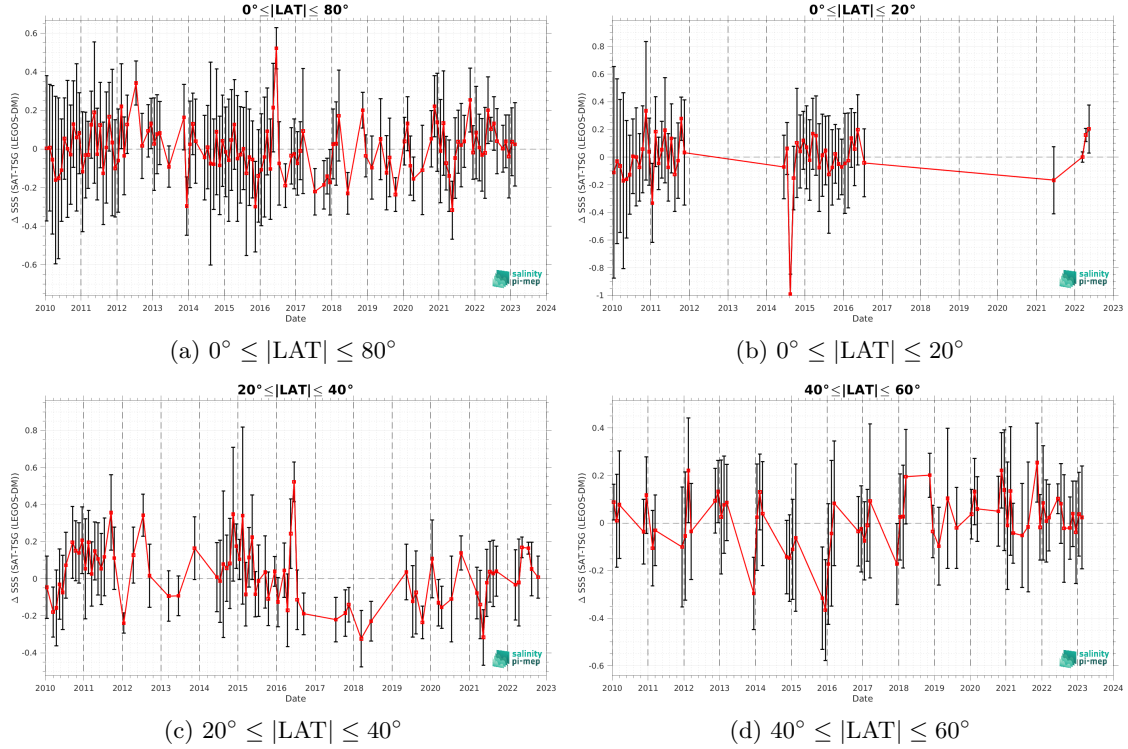 0°≤|LAT|≤ 80°
Δ SSS (SAT-TSG (LEGOS-DM))
0.6
0.4
0.2
0
-0.2
-0.4
-0.6
2010 2011 2012 2013 2014 2015 2016 2017 2018 2019 2020 2021 2022 2023 2024
Date
salinity
pi-mep
(a) 0° ≤ |LAT| ≤ 80°
0°≤|LAT|≤ 20°
Δ SSS (SAT-TSG (LEGOS-DM))
0.8
0.6
0.4
0.2
0
-0.2
-0.4
-0.6
-0.8
-1
2010 2011 2012 2013 2014 2015 2016 2017 2018 2019 2020 2021 2022 2023
Date
salinity
pi-mep
(b) 0° ≤ |LAT| ≤ 20°
20°≤|LAT|≤ 40°
Δ SSS (SAT-TSG (LEGOS-DM))
0.8
0.6
0.4
0.2
0
-0.2
-0.4
2010 2011 2012 2013 2014 2015 2016 2017 2018 2019 2020 2021 2022 2023
Date
salinity
pi-mep
(c) 20° ≤ |LAT| ≤ 40°
40°≤|LAT|≤ 60°
Δ SSS (SAT-TSG (LEGOS-DM))
0.4
0.2
0
-0.2
-0.4
-0.6
2010 2011 2012 2013 2014 2015 2016 2017 2018 2019 2020 2021 2022 2023 2024
Date
salinity
pi-mep
(d) 40° ≤ |LAT| ≤ 60°